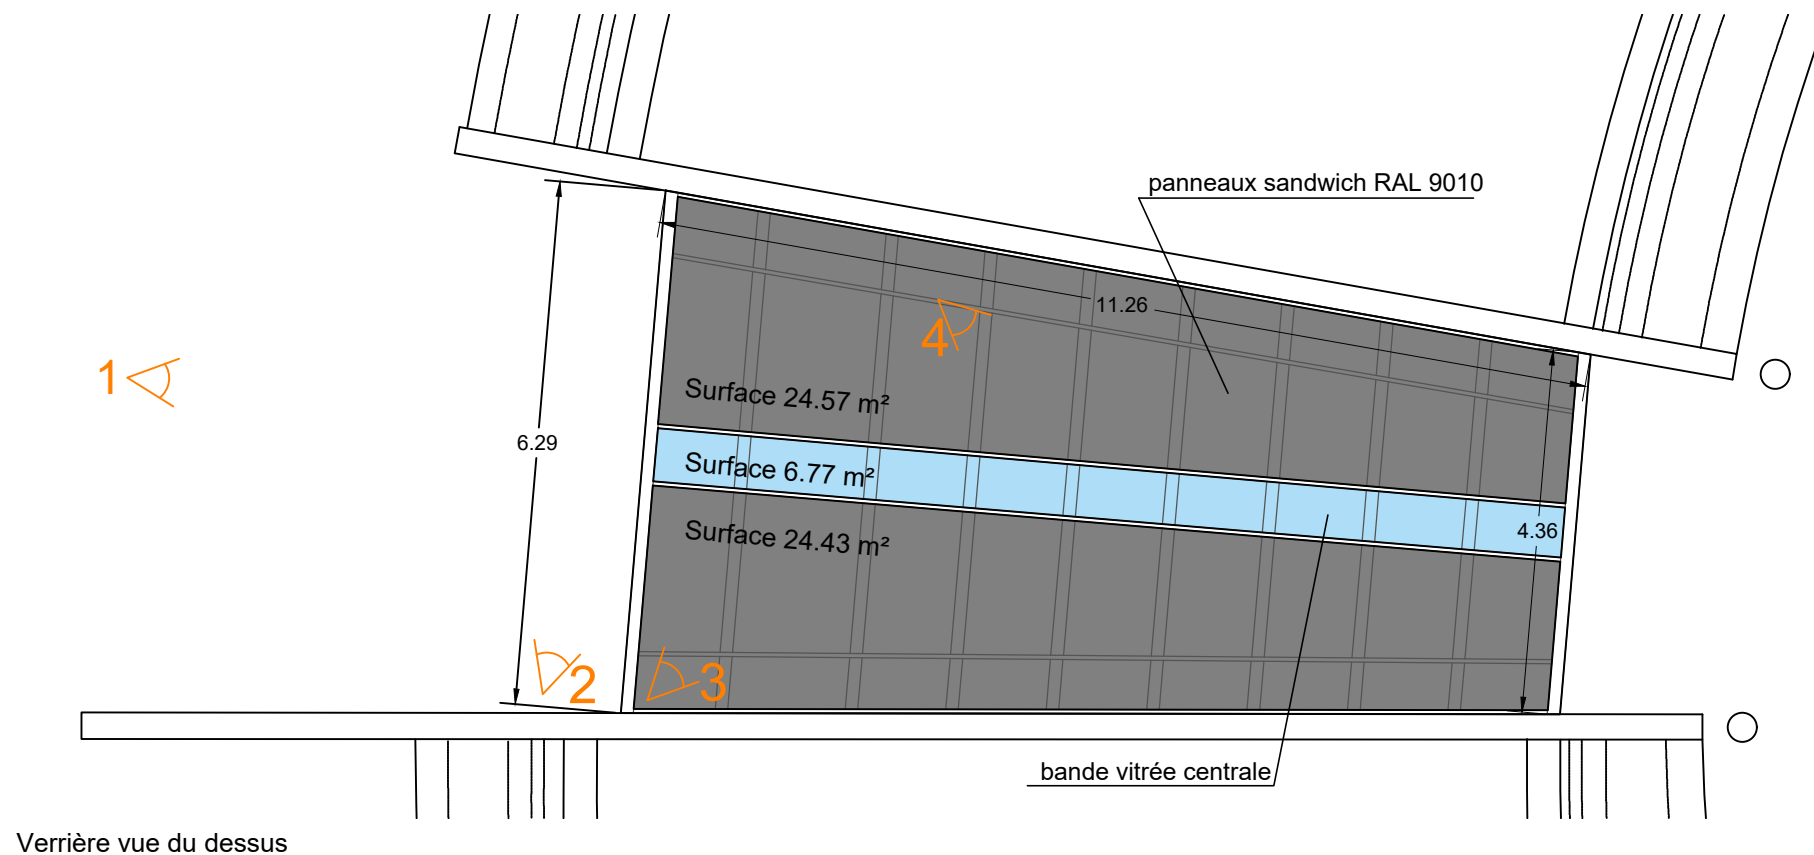 panneaux sandwich RAL 9010
11.26
4
1
Surface 24.57 m²
6.29
Surface 6.77 m²
4.36
Surface 24.43 m²
2
3
bande vitrée centrale
Verrière vue du dessus